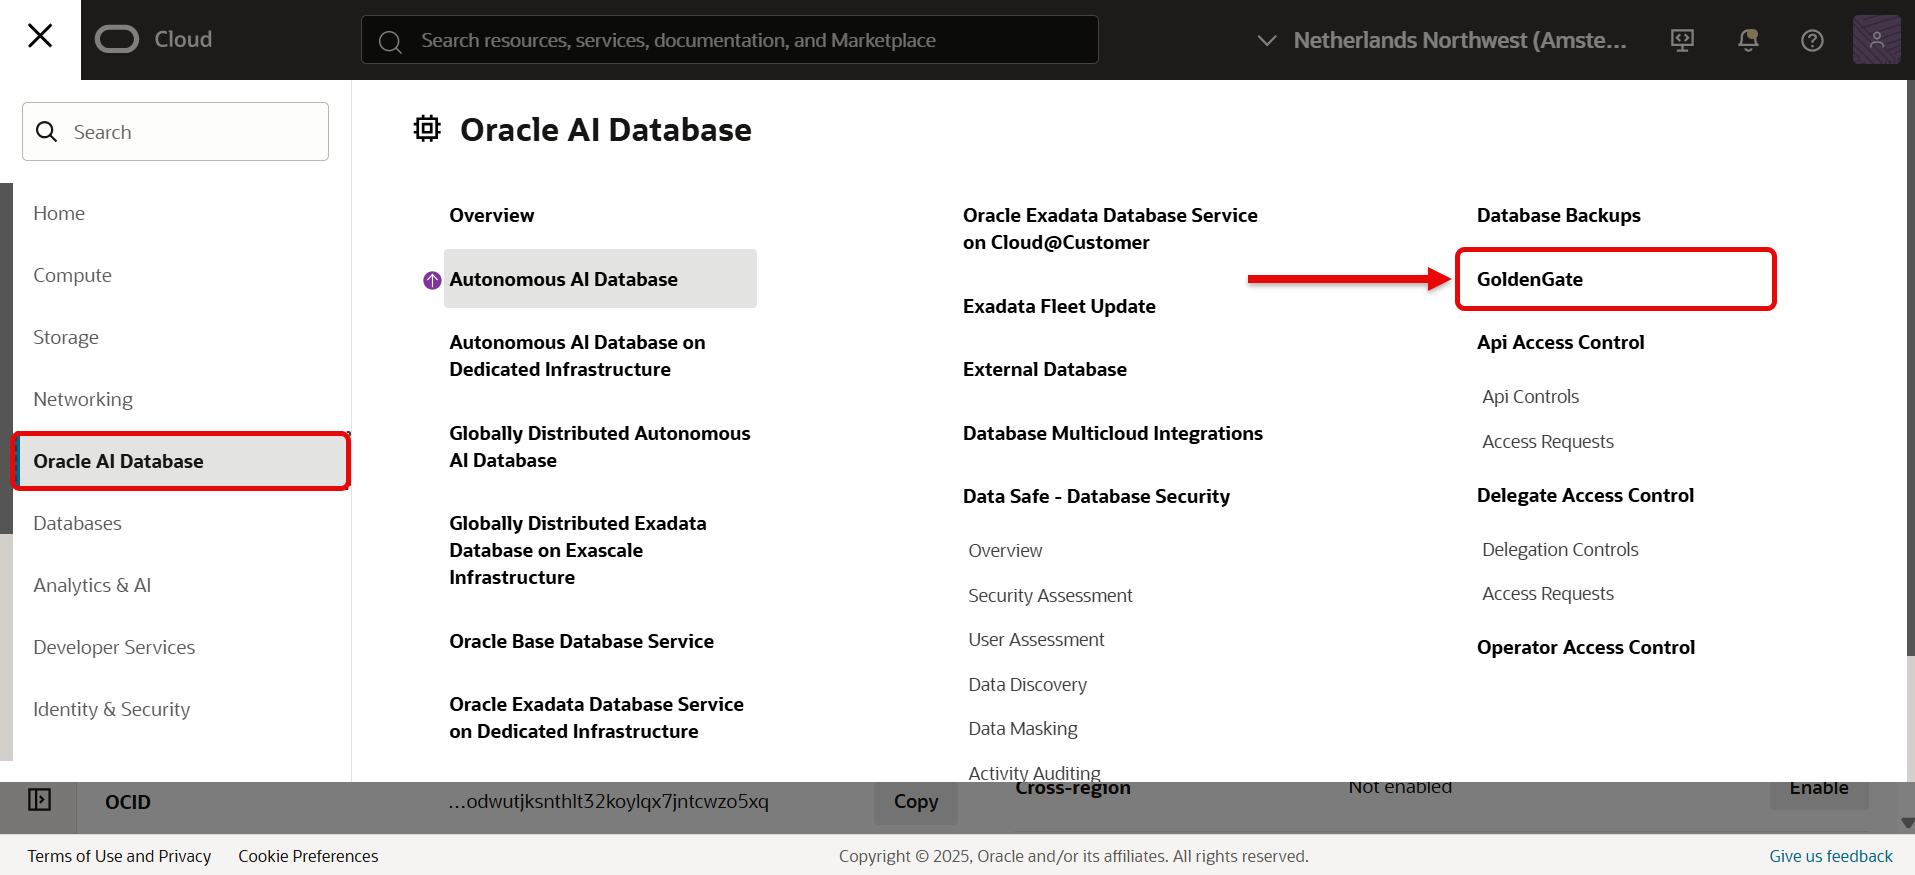 Cloud
Search resources, services, documentation, and Marketplace
Netherlands Northwest (Amste...
Search
Home
Compute
Storage
Networking
Oracle AI Database
Databases
Analytics & AI
Developer Services
Identity & Security
Oracle AI Database
Overview
Autonomous AI Database
Autonomous AI Database on
Dedicated Infrastructure
Globally Distributed Autonomous
AI Database
Globally Distributed Exadata
Database on Exascale
Infrastructure
Oracle Base Database Service
Oracle Exadata Database Service
on Dedicated Infrastructure
Oracle Exadata Database Service
on Cloud@Customer
Exadata Fleet Update
External Database
Database Multicloud Integrations
Data Safe - Database Security
Overview
Security Assessment
User Assessment
Data Discovery
Data Masking
Activity Auditing
Database Backups
GoldenGate
Api Access Control
Api Controls
Access Requests
Delegate Access Control
Delegation Controls
Access Requests
Operator Access Control
OCID
...odwutjksnthlt32koylqx7jntcwzo5xq
Copy
Cross-region
Not enabled
Enable
Terms of Use and Privacy
Cookie Preferences
Copyright © 2025, Oracle and/or its affiliates. All rights reserved.
Give us feedback